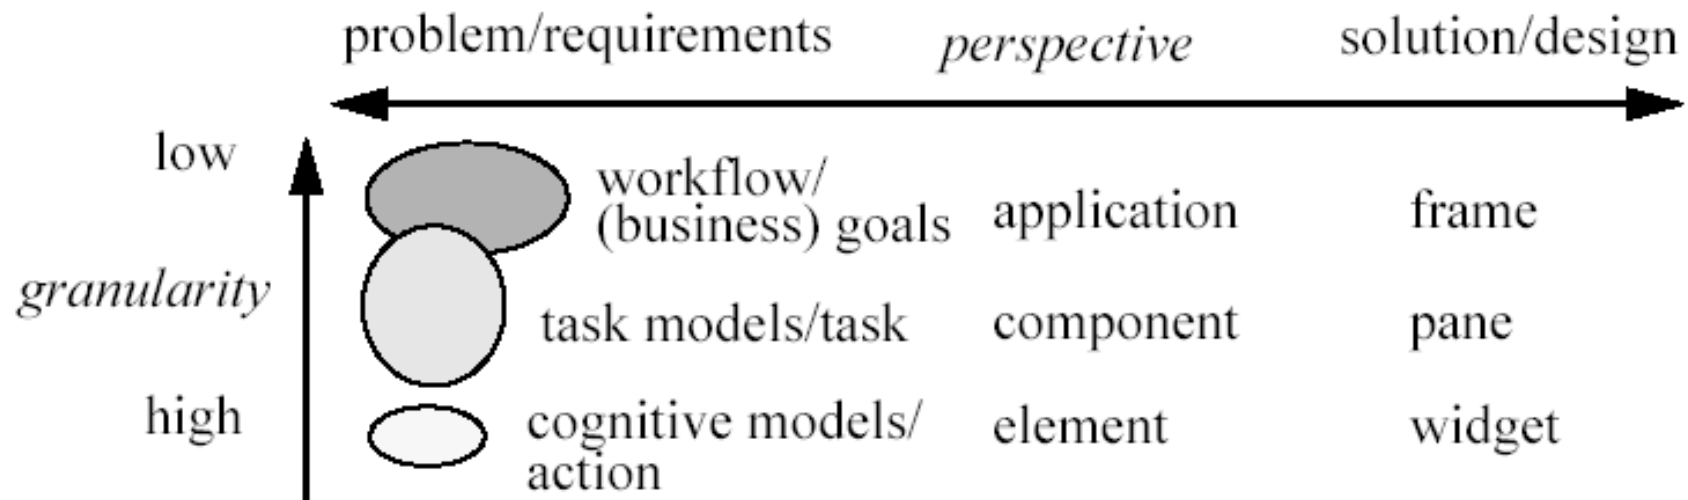 problem/requirements perspective solution/design
low
workflow/
(business) goals application frame
granularity
task models/task component pane
high
cognitive models/
action element widget